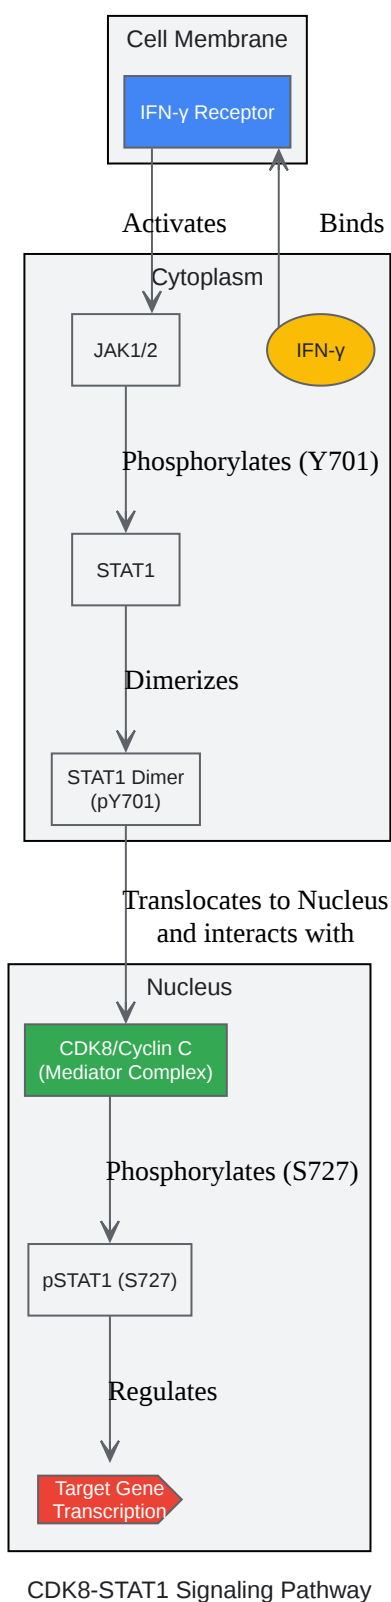 Cell Membrane
IFN-γ Receptor
Activates
Binds
Cytoplasm
JAK1/2
IFN-γ
Phosphorylates (Y701)
STAT1
Dimerizes
STAT1 Dimer
(pY701)
Translocates to Nucleus
and interacts with
Nucleus
CDK8/Cyclin C
(Mediator Complex)
Phosphorylates (S727)
pSTAT1 (S727)
Regulates
Target Gene
Transcription
CDK8-STAT1 Signaling Pathway